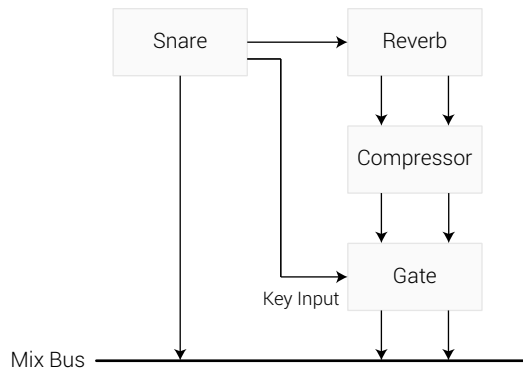 Snare
Reverb
Compressor
Gate
Key Input
Mix Bus